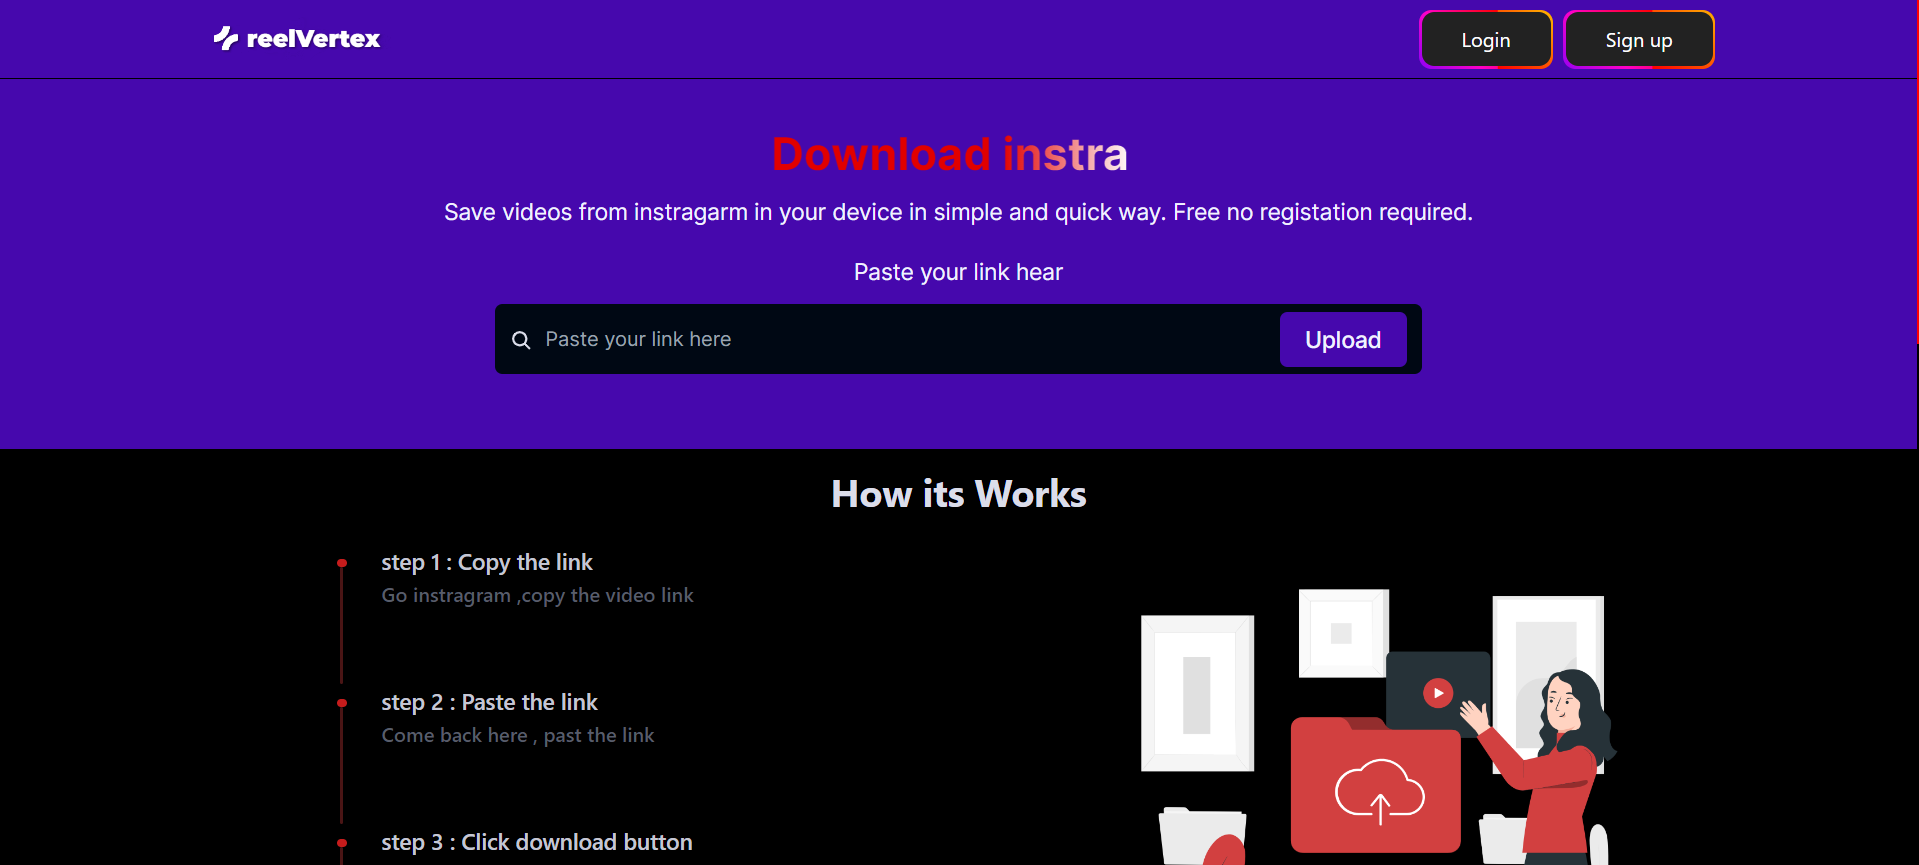 reelVertex
Login
Sign up
Download instra
Save videos from instragarm in your device in simple and quick way. Free no registation required.
Paste your link hear
Paste your link here
Upload
How its Works
step 1 : Copy the link
Go instragram ,copy the video link
step 2 : Paste the link
Come back here , past the link
step 3 : Click download button